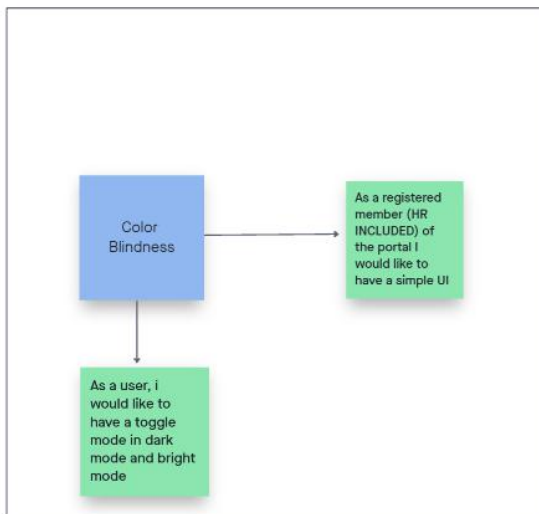 Color
Blindness
As a registered
member (HR
INCLUDED) of
the portal I
would like to
have a simple UI
As a user, i
would like to
have a toggle
mode in dark
mode and bright
mode